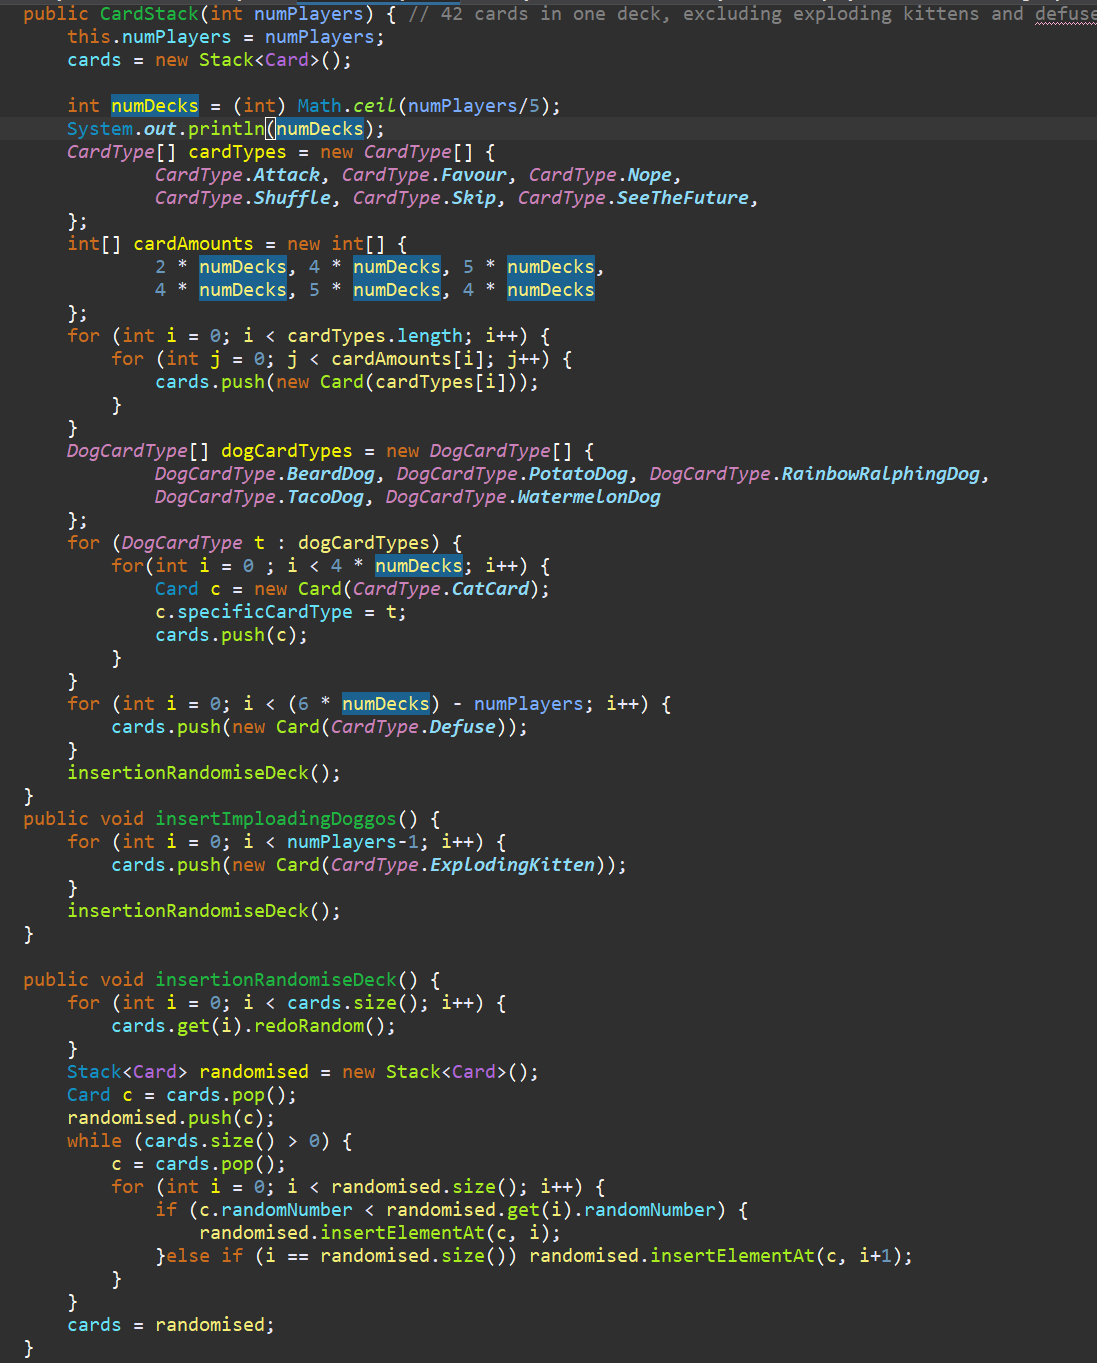 public CardStack(int numPlayers) { // 42 cards in one deck, excluding exploding kittens and defuse
this.numPlayers = numPlayers;
cards = new Stack<Card>();
int numDecks = (int) Math.ceil(numPlayers/5);
System.out.println(numDecks);
CardType[] cardTypes = new CardType[] {
CardType.Attack, CardType.Favour, CardType.Nope,
CardType.Shuffle, CardType.Skip, CardType.SeeTheFuture,
};
int[] cardAmounts = new int[] {
2 * numDecks, 4 * numDecks, 5 * numDecks,
4 * numDecks, 5 * numDecks, 4 * numDecks
};
for (int i = 0; i < cardTypes.length; i++) {
for (int j = 0; j < cardAmounts[i]; j++) {
cards.push(new Card(cardTypes[i]));
}
}
DogCardType[] dogCardTypes = new DogCardType[] {
DogCardType.BeardDog, DogCardType.PotatoDog, DogCardType.RainbowRalphingDog,
DogCardType.TacoDog, DogCardType.WatermelonDog
};
for (DogCardType t : dogCardTypes) {
for(int i = 0 ; i < 4 * numDecks; i++) {
Card c = new Card(CardType.CatCard);
c.specificCardType = t;
cards.push(c);
}
}
for (int i = 0; i < (6 * numDecks) - numPlayers; i++) {
cards.push(new Card(CardType.Defuse));
}
insertionRandomiseDeck();
}
public void insertImploadingDoggos() {
for (int i = 0; i < numPlayers-1; i++) {
cards.push(new Card(CardType.ExplodingKitten));
}
insertionRandomiseDeck();
}
public void insertionRandomiseDeck() {
for (int i = 0; i < cards.size(); i++) {
cards.get(i).redoRandom();
}
Stack<Card> randomised = new Stack<Card>();
Card c = cards.pop();
randomised.push(c);
while (cards.size() > 0) {
c = cards.pop();
for (int i = 0; i < randomised.size(); i++) {
if (c.randomNumber < randomised.get(i).randomNumber) {
randomised.insertElementAt(c, i);
}else if (i == randomised.size()) randomised.insertElementAt(c, i+1);
}
}
cards = randomised;
}